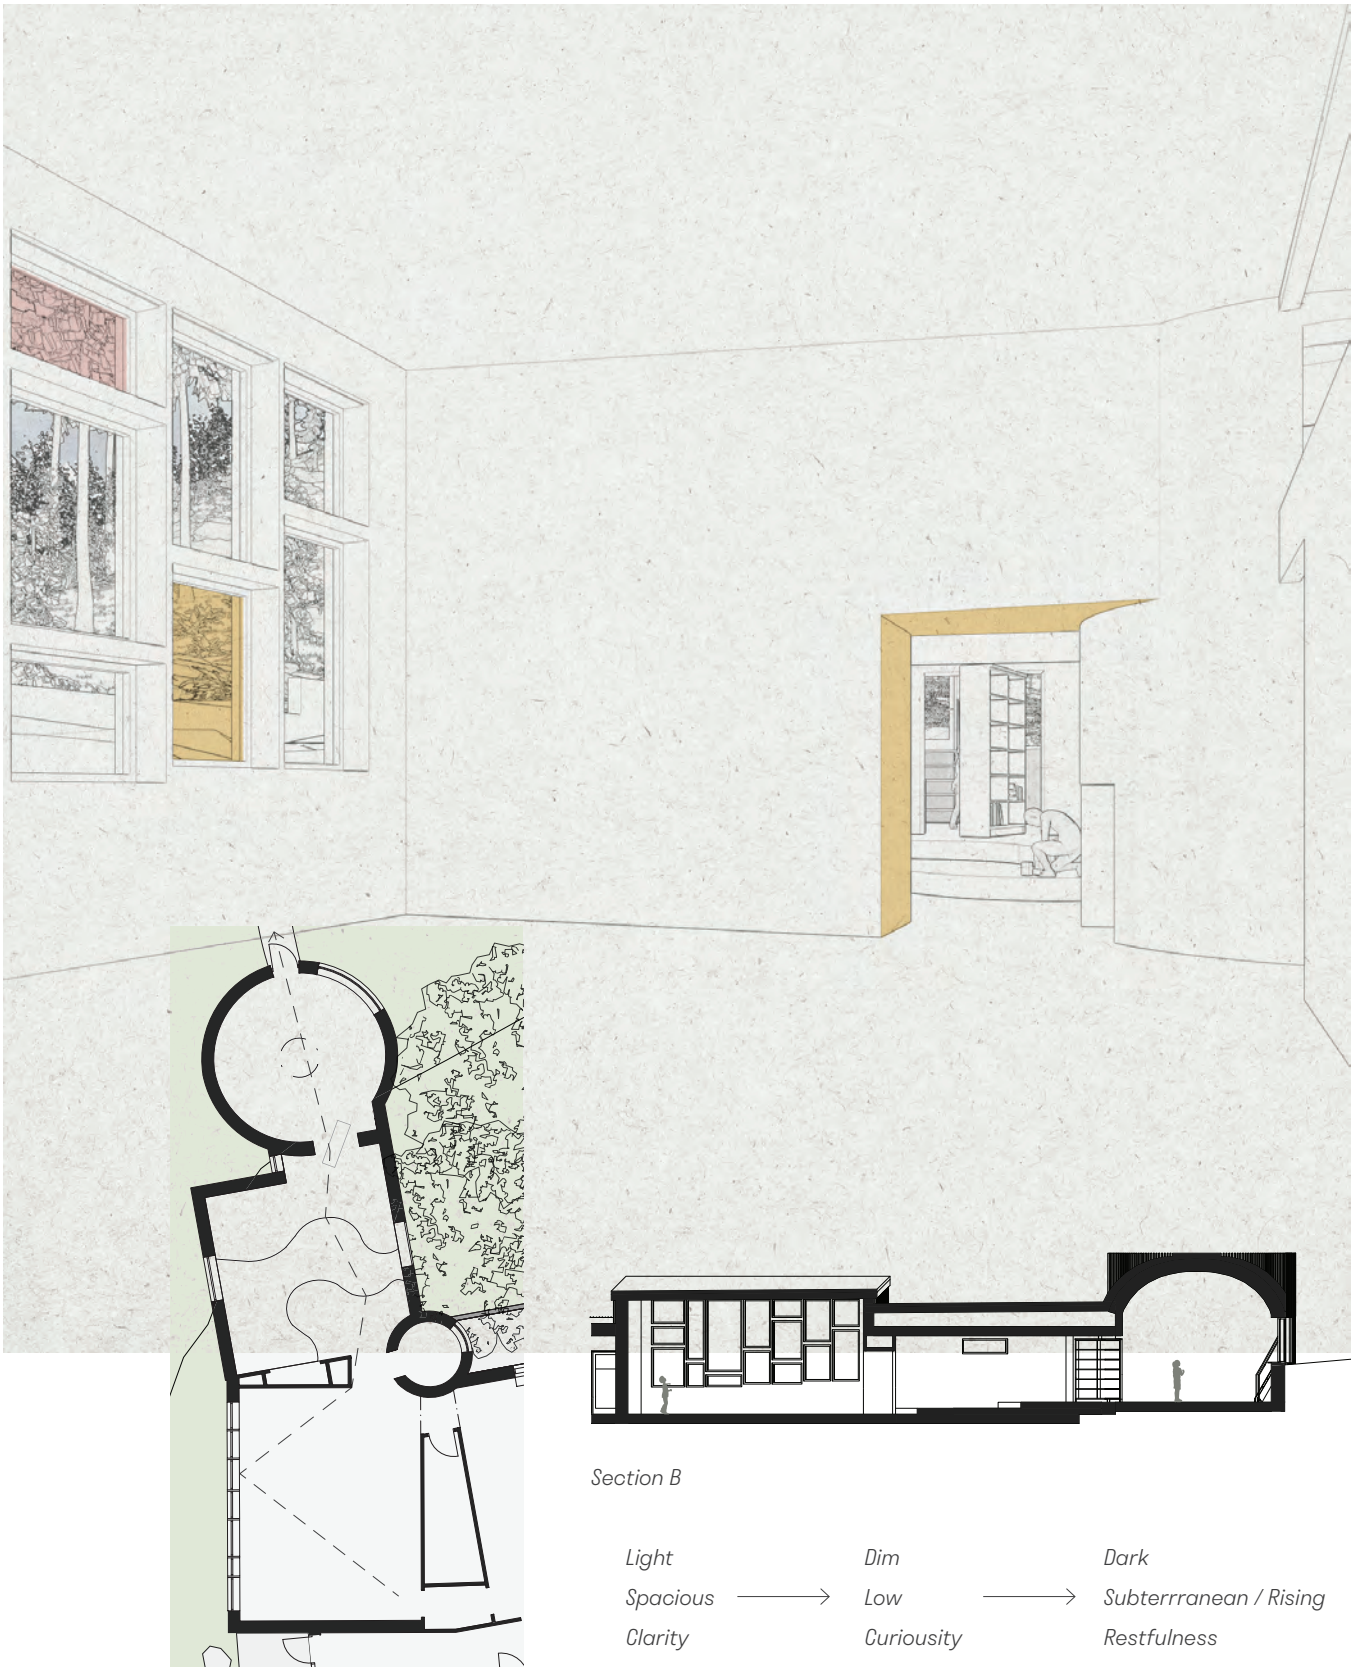 Section B
Light
Dim
Dark
Spacious
Low
Subterrranean / Rising
Clarity
Curiousity
Restfulness